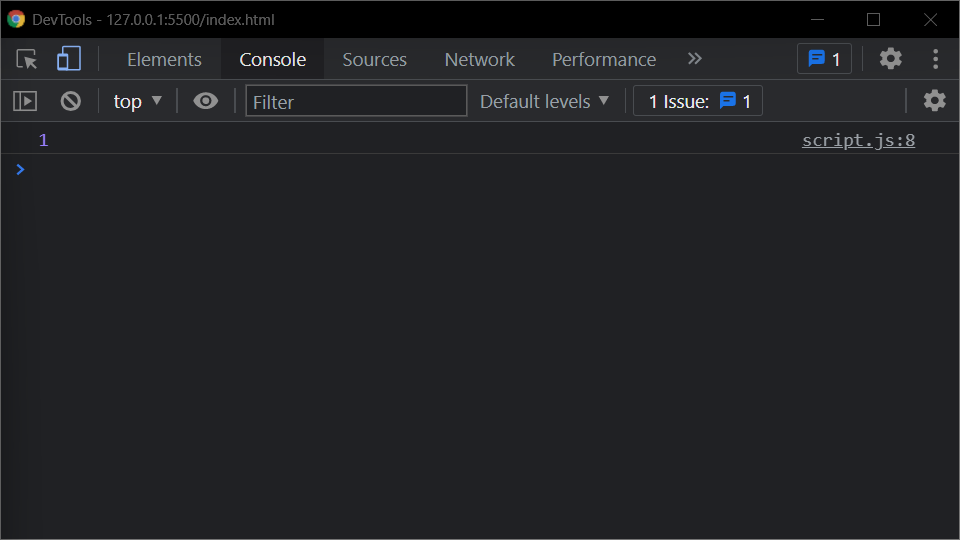 DevTools - 127.0.0.1:5500/index.html
Elements Console Sources Network Performance » 1
top ▼ Filter Default levels ▼ 1 Issue: 1
1 script.js:8
>